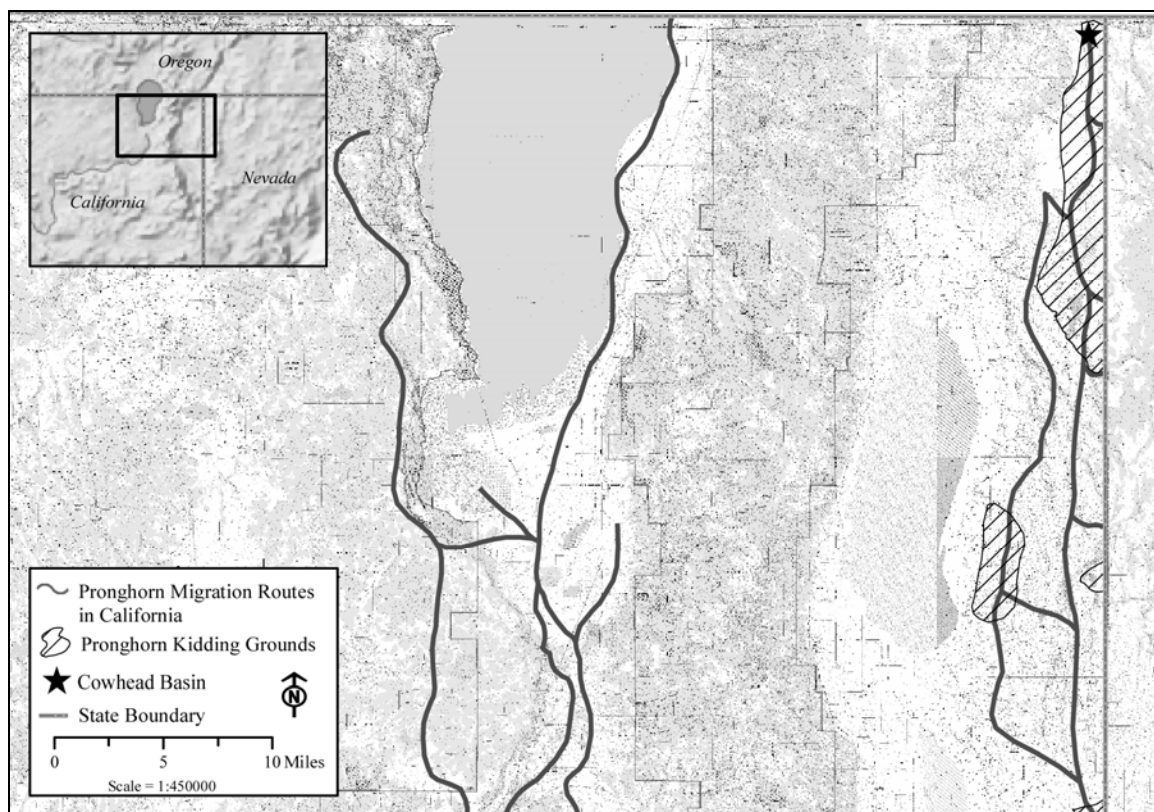 Oregon
Nevada
California
Pronghorn Migration Routes
in California
Pronghorn Kidding Grounds
Cowhead Basin
N
State Boundary
0 5 10 Miles
Scale = 1:450000